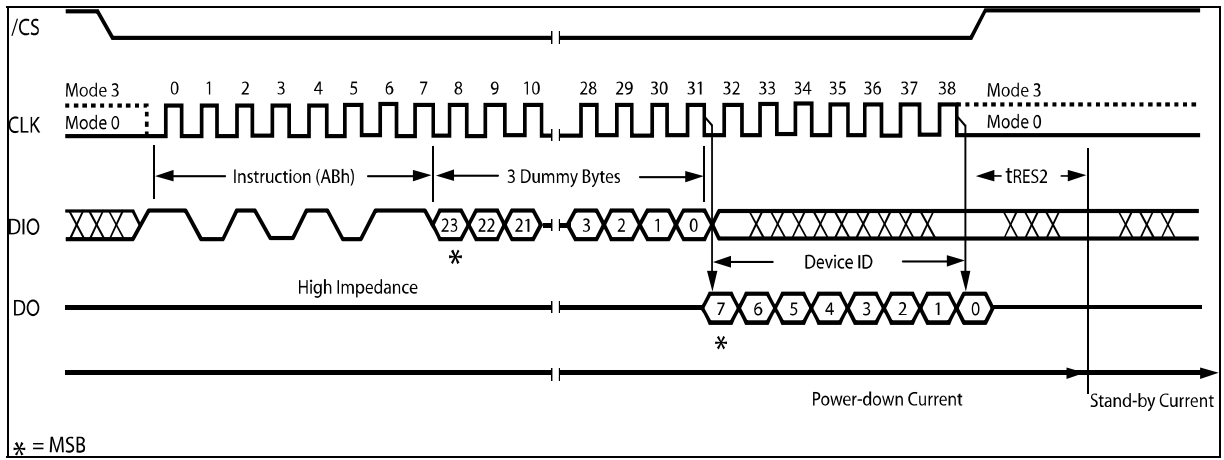 /CS
Mode 3
0 1 2 3 4 5 6 7 8 9 10 28 29 30 31 32 33 34 35 36 37 38
Mode 3
CLK
Mode 0
Mode 0
Instruction (ABh)
3 Dummy Bytes
tRES2
DIO
23 22 21 3 2 1 0
*
Device ID
High Impedance
DO
7 6 5 4 3 2 1 0
*
Power-down Current
Stand-by Current
* = MSB